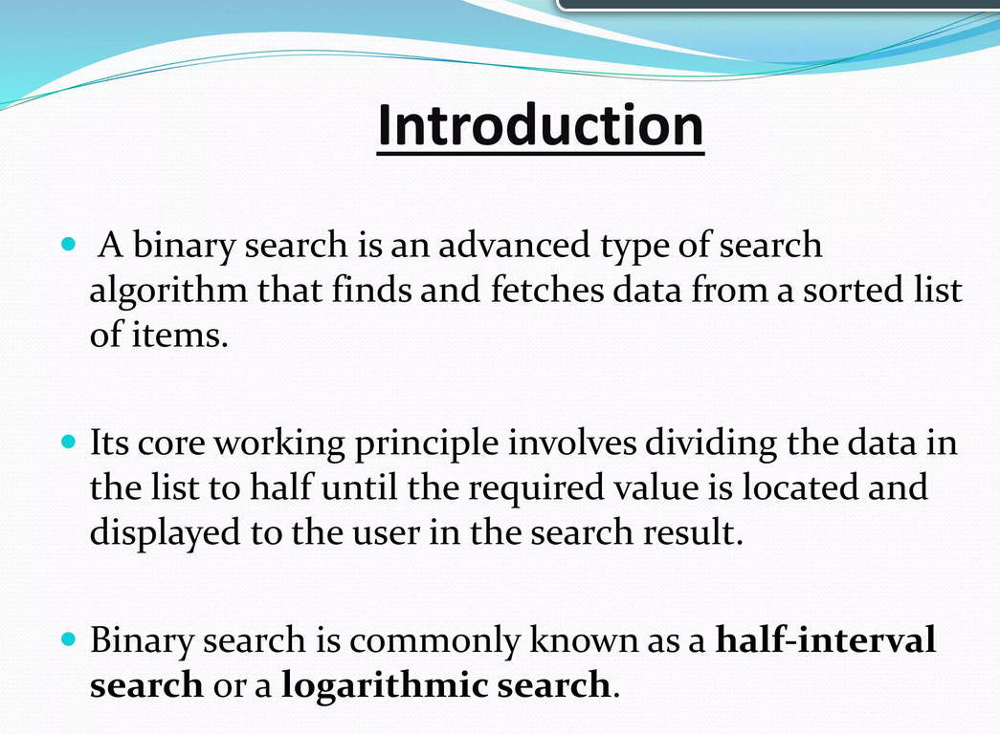 Introduction
• A binary search is an advanced type of search
algorithm that finds and fetches data from a sorted list
of items.
• Its core working principle involves dividing the data in
the list to half until the required value is located and
displayed to the user in the search result.
• Binary search is commonly known as a half-interval
search or a logarithmic search.